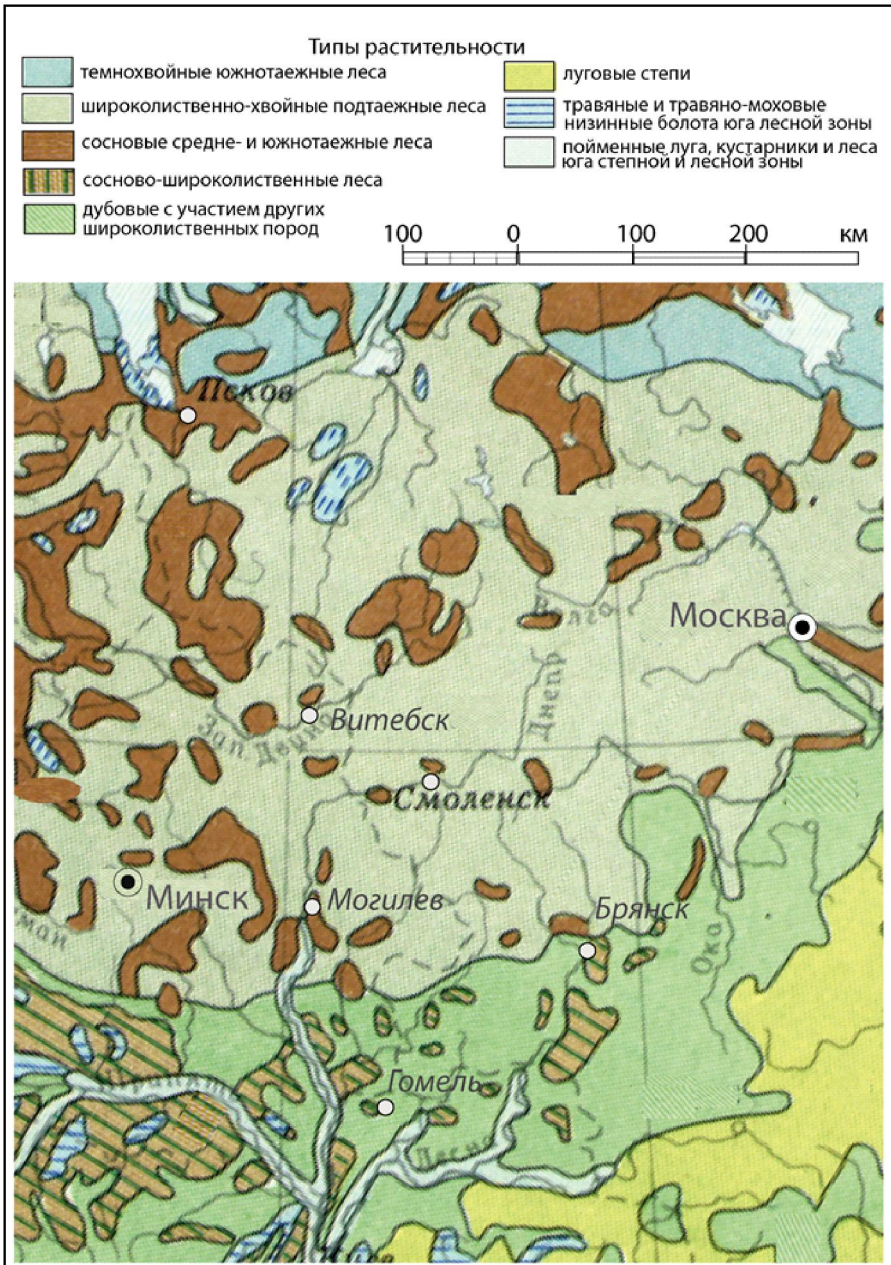 Типы растительности
темнохвойные южнотаежные леса
широколиственно-хвойные подтаежные леса
сосновые средне- и южнотаежные леса
сосново-широколиственные леса
дубовые с участием других
широколиственных пород
луговые степи
травяные и травяно-моховые
низинные болота юга лесной зоны
пойменные луга, кустарники и леса
юга степной и лесной зоны
100 0 100 200 км
Псков
Москва
Днепр
Витебск
Зап Двина
Смоленск
Минск
Могилев
Брянск
Ока
Гомель
Десна